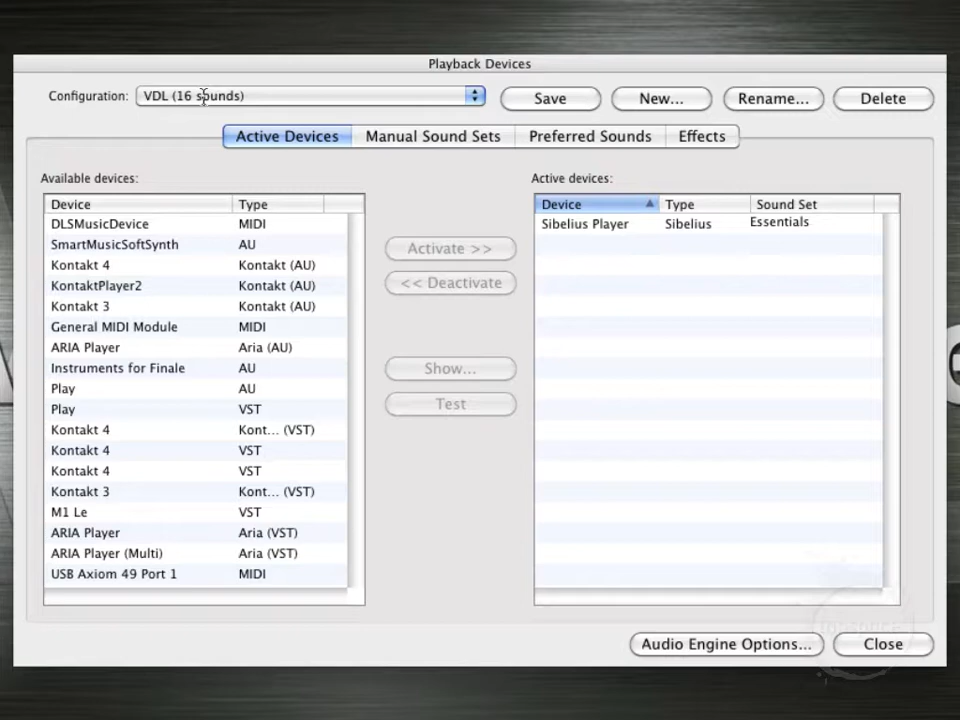 Playback Devices
Configuration: VDL (16 sounds) Save New... Rename... Delete
Active Devices Manual Sound Sets Preferred Sounds Effects
Available devices: Active devices:
Device Type Device Type Sound Set
DLSMusicDevice MIDI Sibelius Player Sibelius Essentials
SmartMusicSoftSynth AU
Kontakt 4 Kontakt (AU)
KontaktPlayer2 Kontakt (AU)
Kontakt 3 Kontakt (AU)
General MIDI Module MIDI
ARIA Player Aria (AU)
Instruments for Finale AU
Play AU
Play VST
Kontakt 4 Kont... (VST)
Kontakt 4 VST
Kontakt 4 VST
Kontakt 3 Kont... (VST)
M1 Le VST
ARIA Player Aria (VST)
ARIA Player (Multi) Aria (VST)
USB Axiom 49 Port 1 MIDI
Activate >>
<< Deactivate
Show...
Test
Audio Engine Options... Close